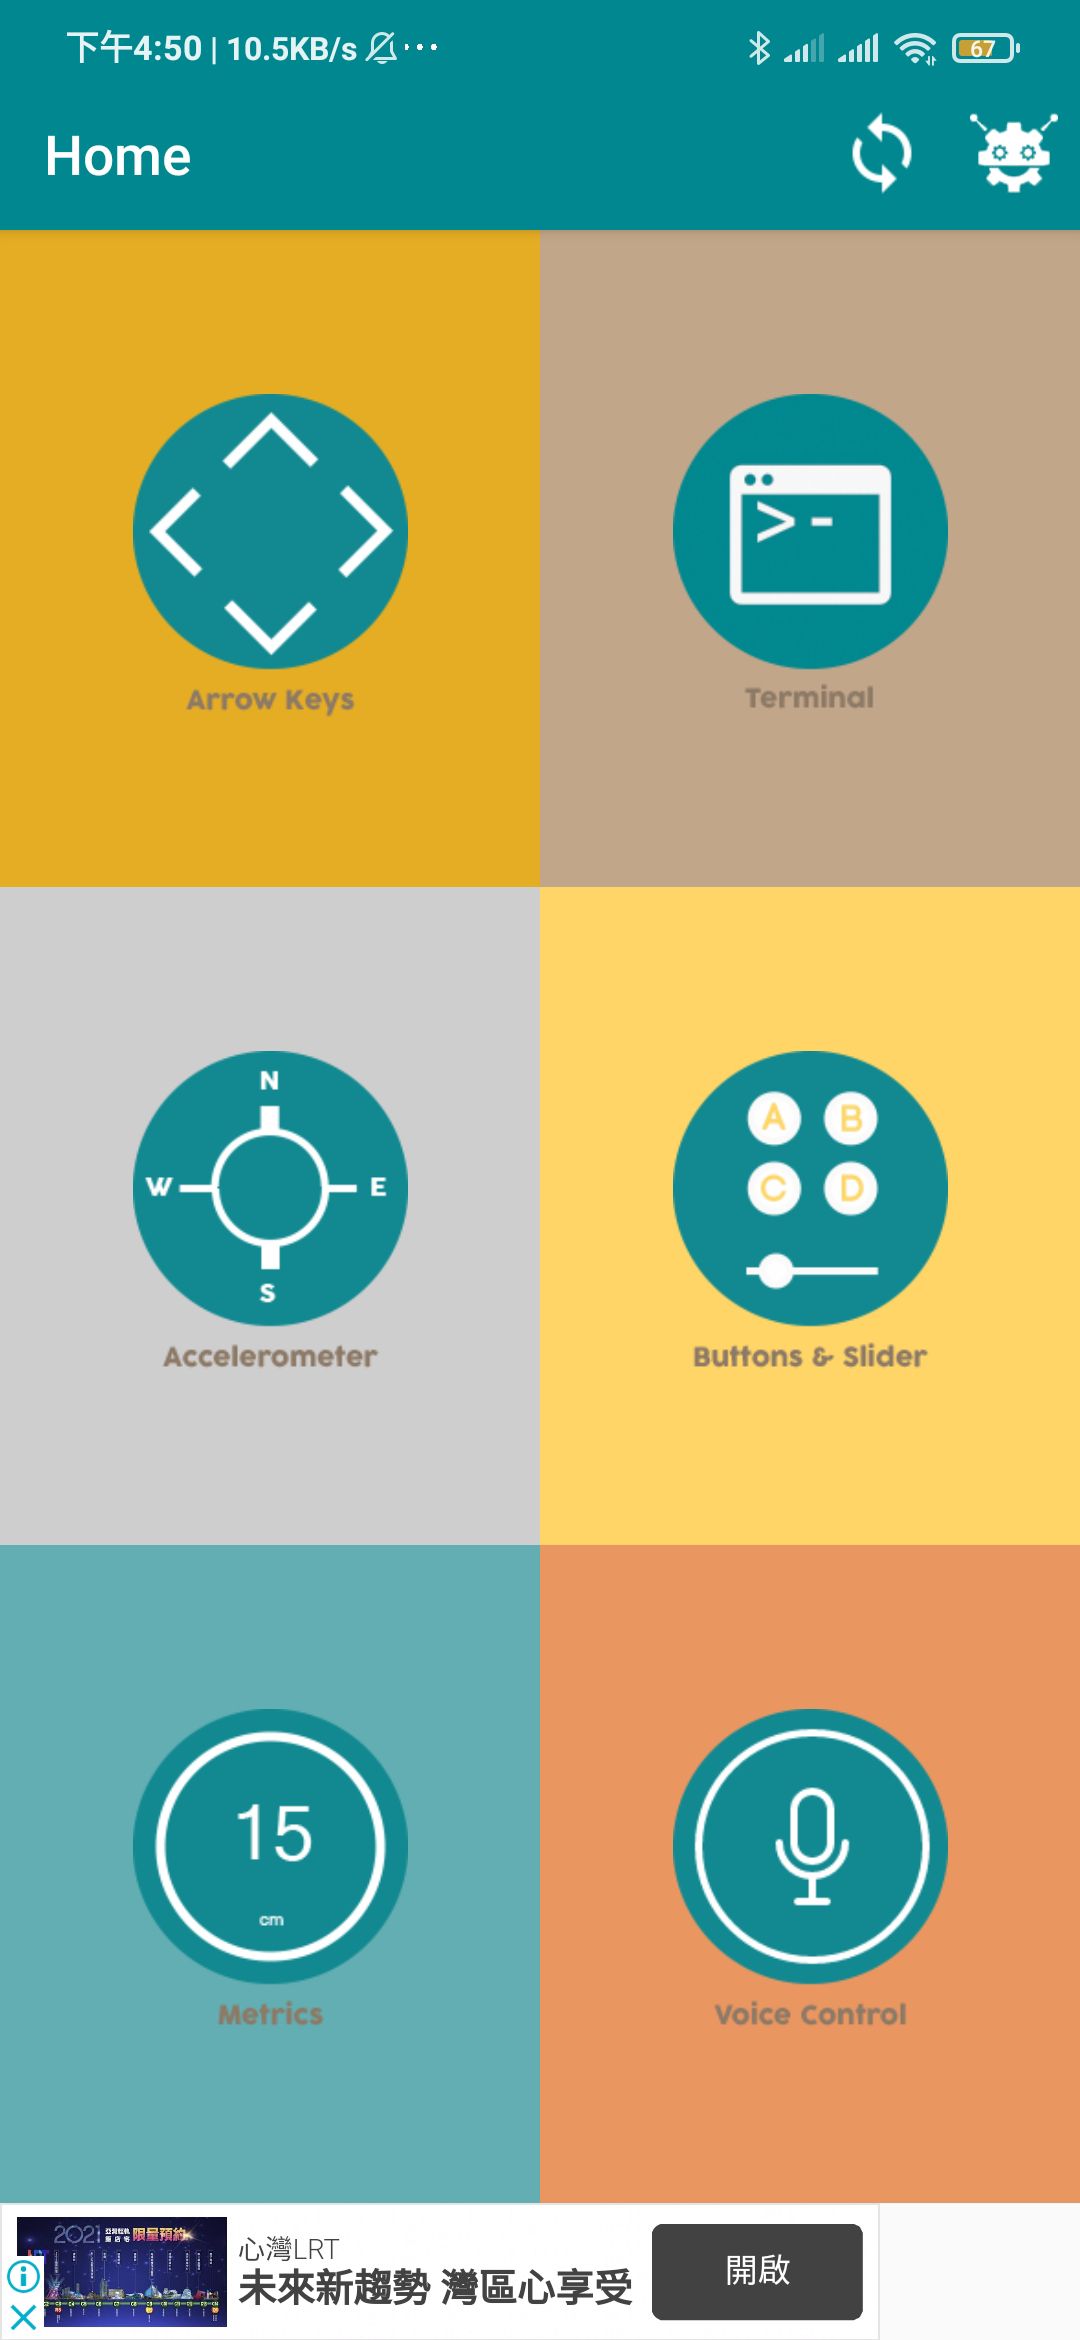 下午4:50 | 10.5KB/s
67
Home
Arrow Keys
Terminal
>-
N
W
E
S
Accelerometer
A B
C D
Buttons & Slider
15
cm
Metrics
Voice Control
2021
限量預約
心灣LRT
未來新趨勢 灣區心享受
開啟